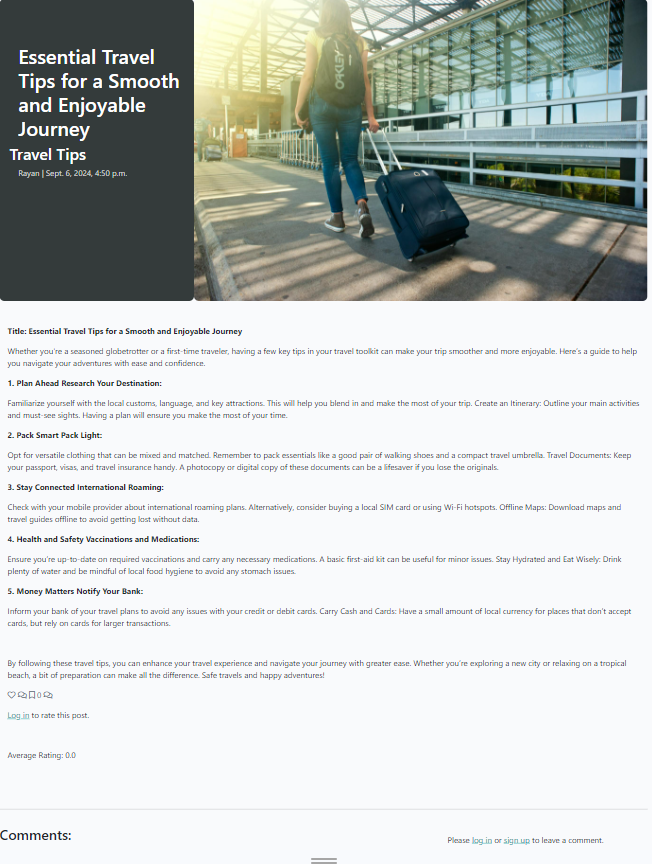 Essential Travel
Tips for a Smooth
and Enjoyable
Journey
Travel Tips
Rayan | Sept. 6, 2024, 4:50 p.m.
OAKLEY
Title: Essential Travel Tips for a Smooth and Enjoyable Journey
Whether you're a seasoned globetrotter or a first-time traveler, having a few key tips in your travel toolkit can make your trip smoother and more enjoyable. Here's a guide to help
you navigate your adventures with ease and confidence.
1. Plan Ahead Research Your Destination:
Familiarize yourself with the local customs, language, and key attractions. This will help you blend in and make the most of your trip. Create an Itinerary: Outline your main activities
and must-see sights. Having a plan will ensure you make the most of your time.
2. Pack Smart Pack Light:
Opt for versatile clothing that can be mixed and matched. Remember to pack essentials like a good pair of walking shoes and a compact travel umbrella. Travel Documents: Keep
your passport, visas, and travel insurance handy. A photocopy or digital copy of these documents can be a lifesaver if you lose the originals.
3. Stay Connected International Roaming:
Check with your mobile provider about international roaming plans. Alternatively, consider buying a local SIM card or using Wi-Fi hotspots. Offline Maps: Download maps and
travel guides offline to avoid getting lost without data.
4. Health and Safety Vaccinations and Medications:
Ensure you're up-to-date on required vaccinations and carry any necessary medications. A basic first-aid kit can be useful for minor issues. Stay Hydrated and Eat Wisely: Drink
plenty of water and be mindful of local food hygiene to avoid any stomach issues.
5. Money Matters Notify Your Bank:
Inform your bank of your travel plans to avoid any issues with your credit or debit cards. Carry Cash and Cards: Have a small amount of local currency for places that don't accept
cards, but rely on cards for larger transactions.
By following these travel tips, you can enhance your travel experience and navigate your journey with greater ease. Whether you're exploring a new city or relaxing on a tropical
beach, a bit of preparation can make all the difference. Safe travels and happy adventures!
0
Log in to rate this post.
Average Rating: 0.0
Comments:
Please log in or sign up to leave a comment.